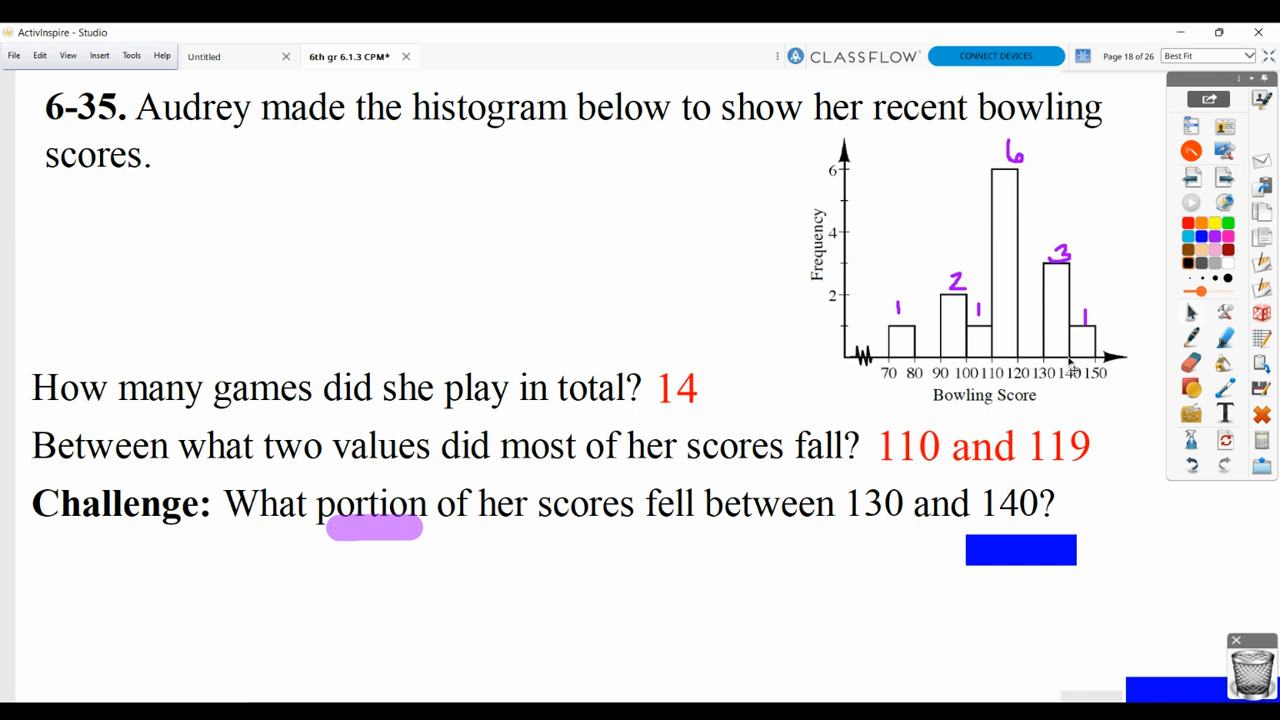 ActivInspire - Studio
File Edit View Insert Tools Help
Untitled
6th gr 6.1.3 CPM*
CLASSFLOW
CONNECT DEVICES
Page 18 of 26
Best Fit
6-35. Audrey made the histogram below to show her recent bowling
scores.
6
6
4
2
Frequency
1
2
1
3
1
70 80 90 100 110 120 130 140 150
Bowling Score
How many games did she play in total? 14
Between what two values did most of her scores fall? 110 and 119
Challenge: What portion of her scores fell between 130 and 140?
T